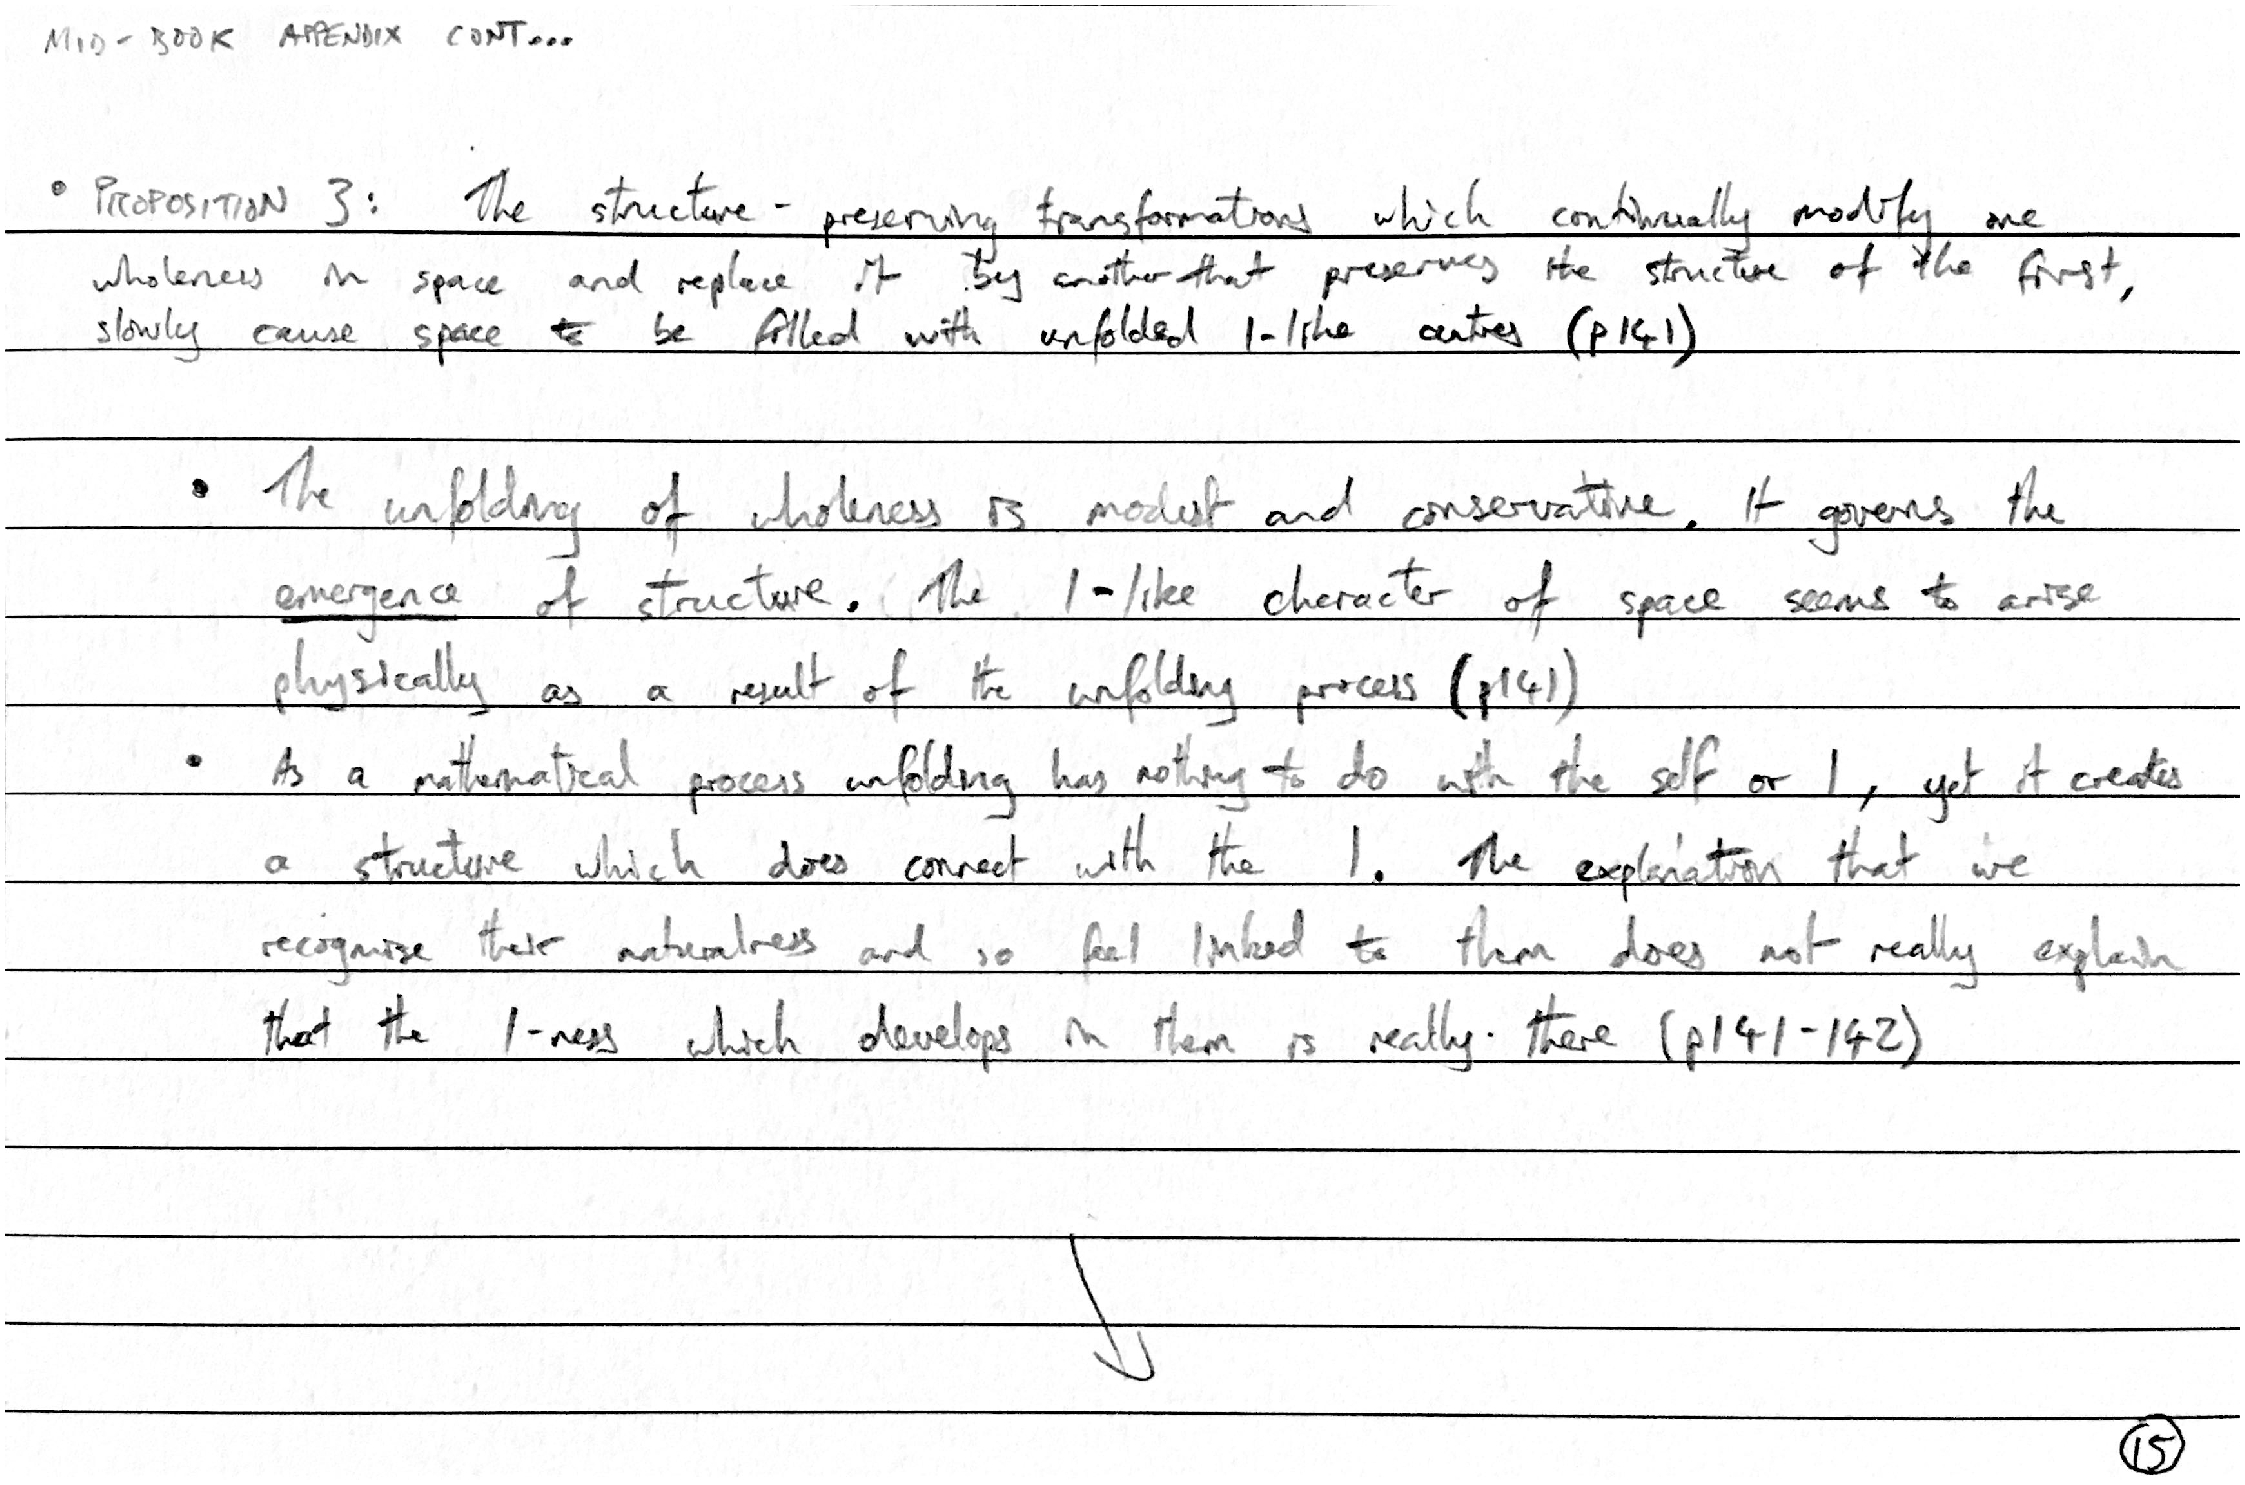 MID-BOOK APPENDIX CONT...
• PROPOSITION 3: The structure-preserving transformations which continually modify one
wholeness in space and replace it by another that preserves the structure of the first,
slowly cause space to be filled with unfolded I-like centres (p141)
• The unfolding of wholeness is modest and conservative. It governs the
emergence of structure. The I-like character of space seems to arise
physically as a result of the unfolding process (p141)
• As a mathematical process unfolding has nothing to do with the self or I, yet it creates
a structure which does connect with the I. The explanation that we
recognise their naturalness and so feel linked to them does not really explain
that the I-ness which develops in them is really there (p141-142)
15